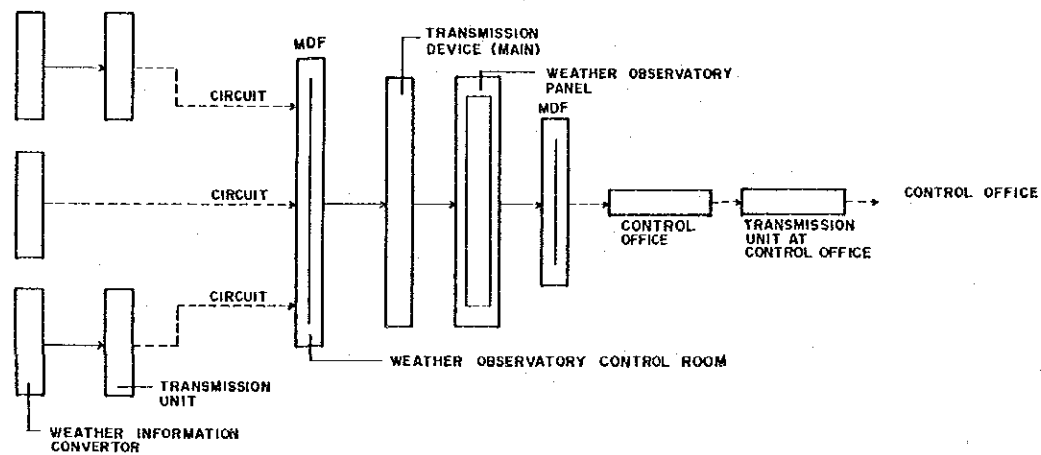 MDF
TRANSMISSION
DEVICE (MAIN)
WEATHER OBSERVATORY
PANEL
MDF
CIRCUIT
CIRCUIT
CIRCUIT
CONTROL
OFFICE
TRANSMISSION
UNIT AT
CONTROL OFFICE
CONTROL OFFICE
WEATHER OBSERVATORY CONTROL ROOM
TRANSMISSION
UNIT
WEATHER INFORMATION
CONVERTOR